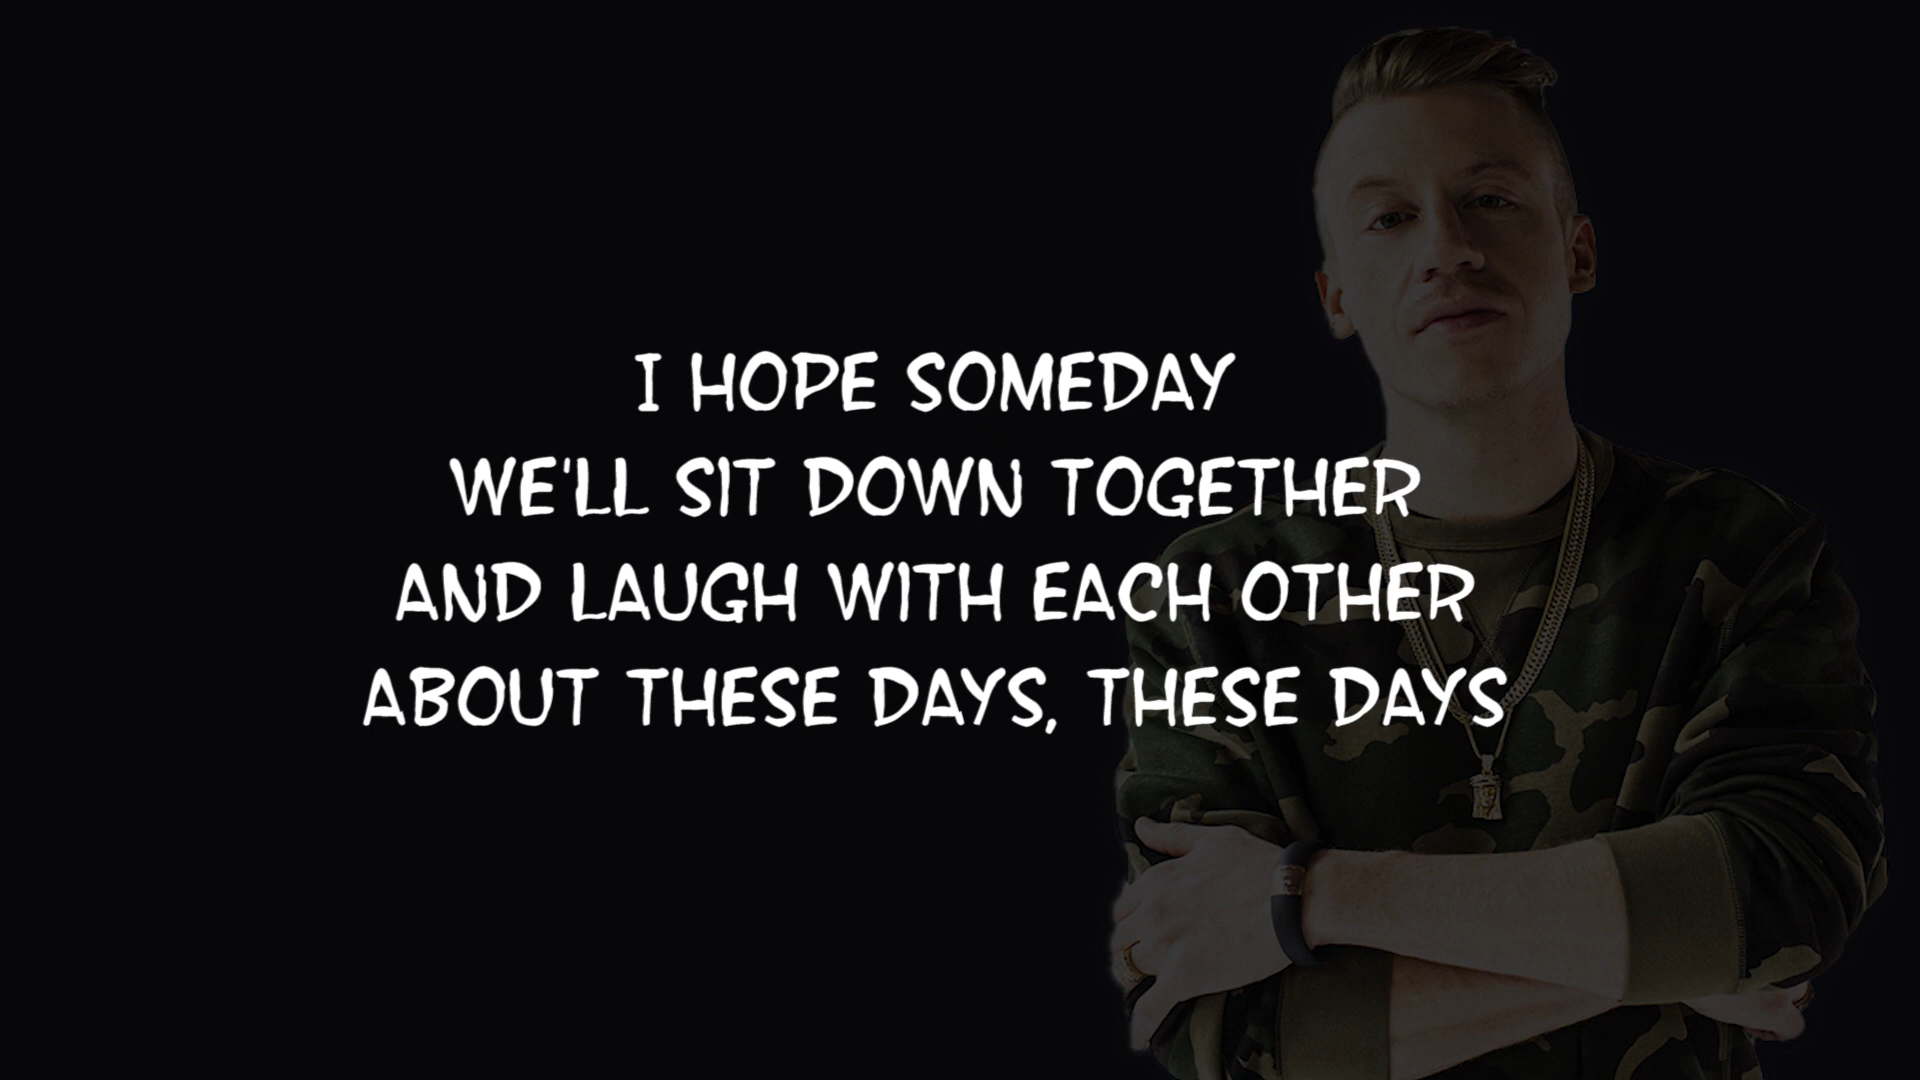 I HOPE SOMEDAY
WE'LL SIT DOWN TOGETHER
AND LAUGH WITH EACH OTHER
ABOUT THESE DAYS, THESE DAYS